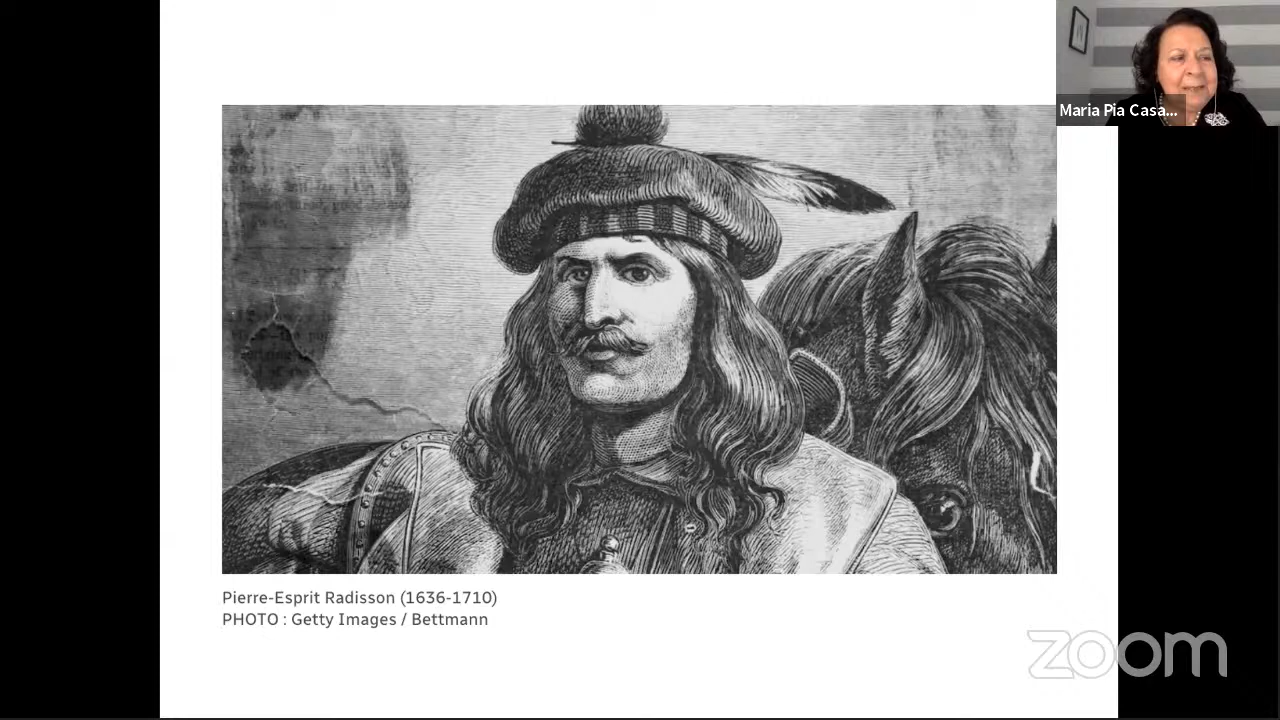 Maria Pia Casa...
Pierre-Esprit Radisson (1636-1710)
PHOTO : Getty Images / Bettmann
zoom